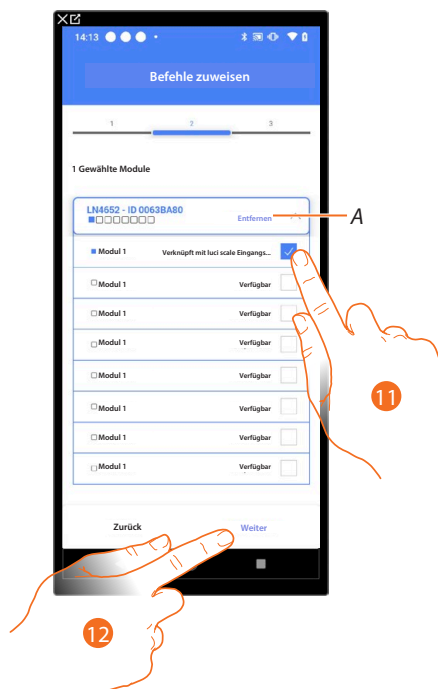 14:13
Befehle zuweisen
1 2 3
1 Gewählte Module
LN4652 - ID 0063BA80
Entfernen
A
Modul 1 Verknüpft mit luci scale Eingangs...
Modul 1 Verfügbar
Modul 1 Verfügbar
Modul 1 Verfügbar
Modul 1 Verfügbar
Modul 1 Verfügbar
Modul 1 Verfügbar
Modul 1 Verfügbar
11
Zurück Weiter
12